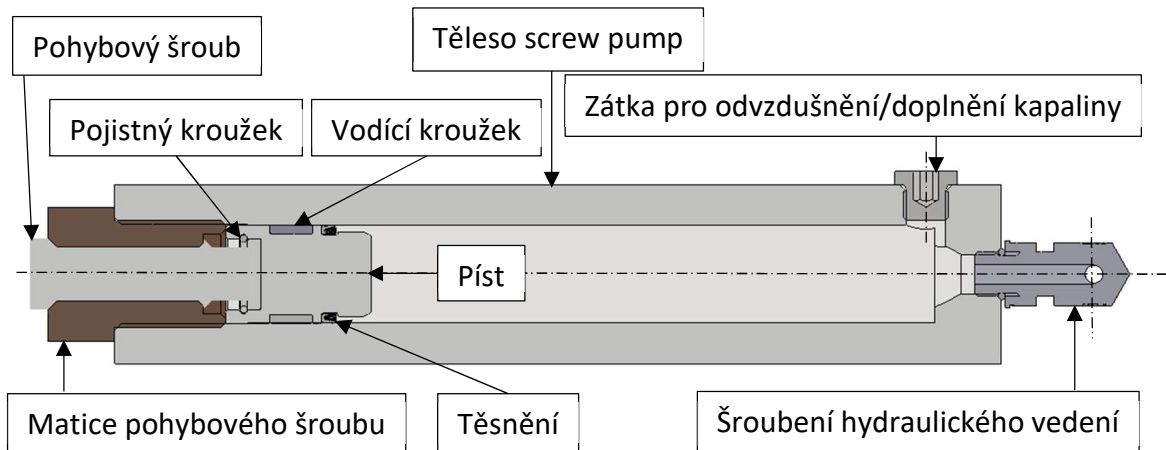 Pohybový šroub
Těleso screw pump
Zátka pro odvzdušnění/doplnění kapaliny
Pojistný kroužek
Vodící kroužek
Píst
Matice pohybového šroubu
Těsnění
Šroubení hydraulického vedení